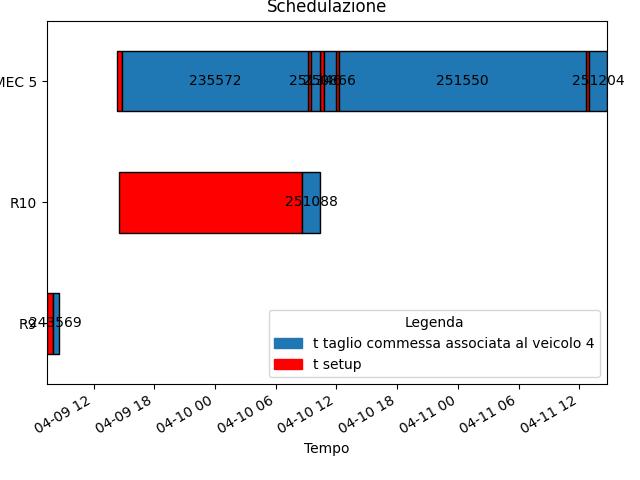 Schedulazione
MEC 5
235572
251550
251204
R10
251088
R9
243569
Legenda
t taglio commessa associata al veicolo 4
t setup
04-09 12
04-09 18
04-10 00
04-10 06
04-10 12
04-10 18
04-11 00
04-11 06
04-11 12
Tempo